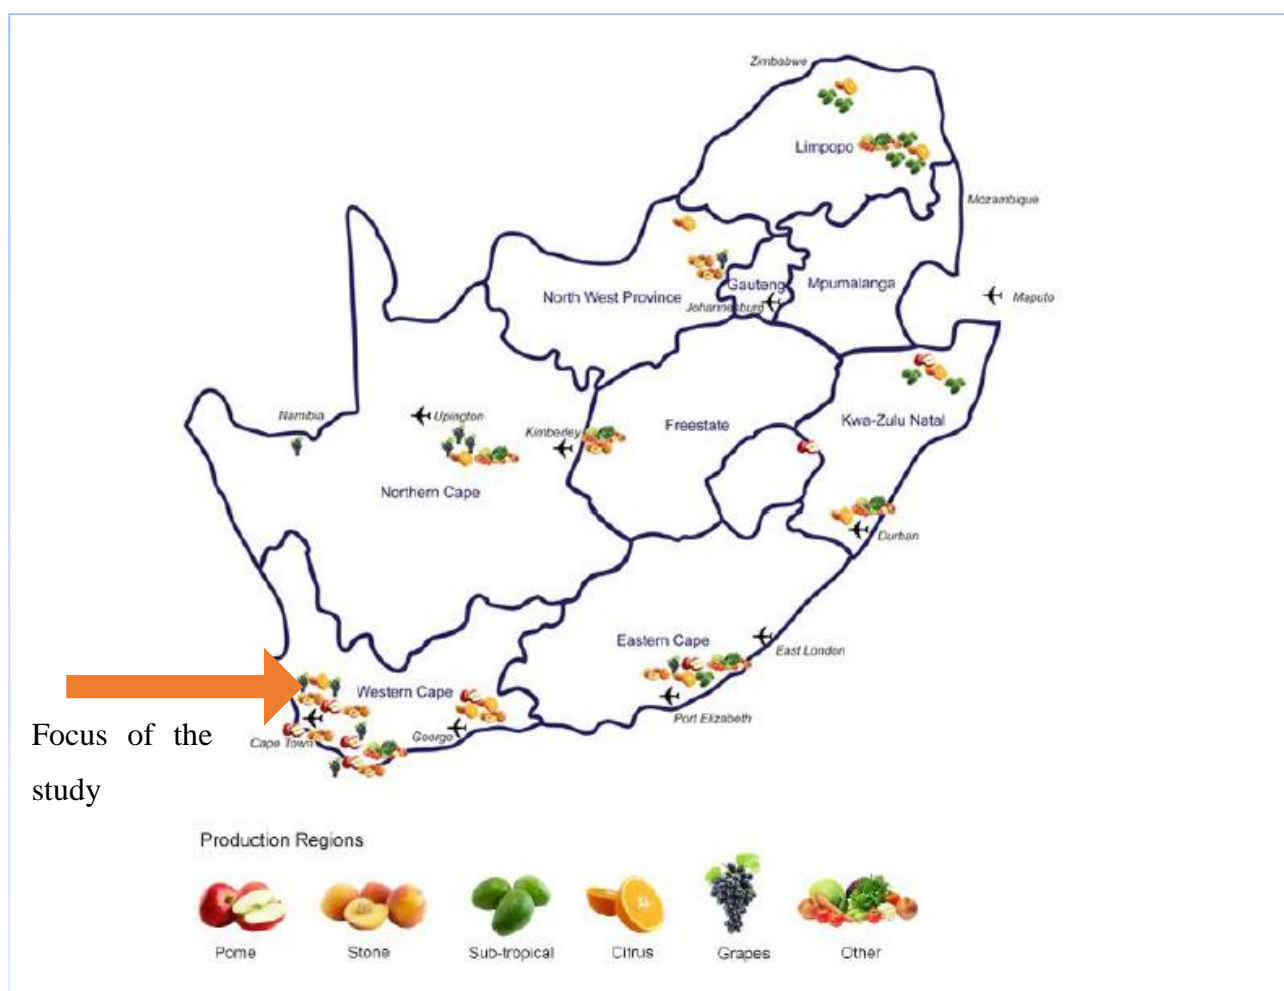 Zimbabwe
Limpopo
Mozambique
North West Province
Gauteng
Mpumalanga
Johannesburg
Maputo
Namibia
Upington
Kimberley
Freestate
Kwa-Zulu Natal
Northern Cape
Durban
Eastern Cape
East London
Western Cape
Port Elizabeth
George
Cape Town
Focus of the
study
Production Regions
Pome Stone Sub-tropical Citrus Grapes Other